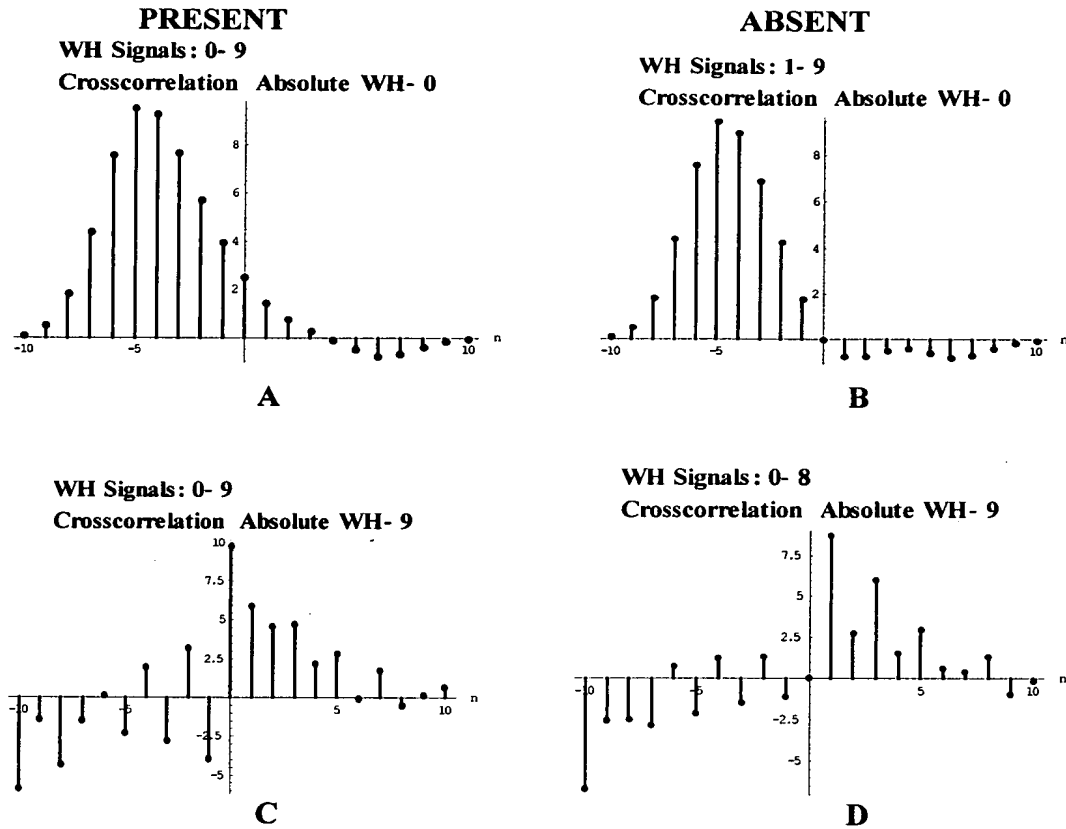 PRESENT
WH Signals: 0- 9
Crosscorrelation Absolute WH- 0
8
6
4
2
-10
-5
5
10
n
A
ABSENT
WH Signals: 1- 9
Crosscorrelation Absolute WH- 0
8
6
4
2
-10
-5
5
10
n
B
WH Signals: 0- 9
Crosscorrelation Absolute WH- 9
10
7.5
5
2.5
-10
-5
5
10
n
-2.5
-5
C
WH Signals: 0- 8
Crosscorrelation Absolute WH- 9
7.5
5
2.5
-10
-5
5
10
n
-2.5
-5
D